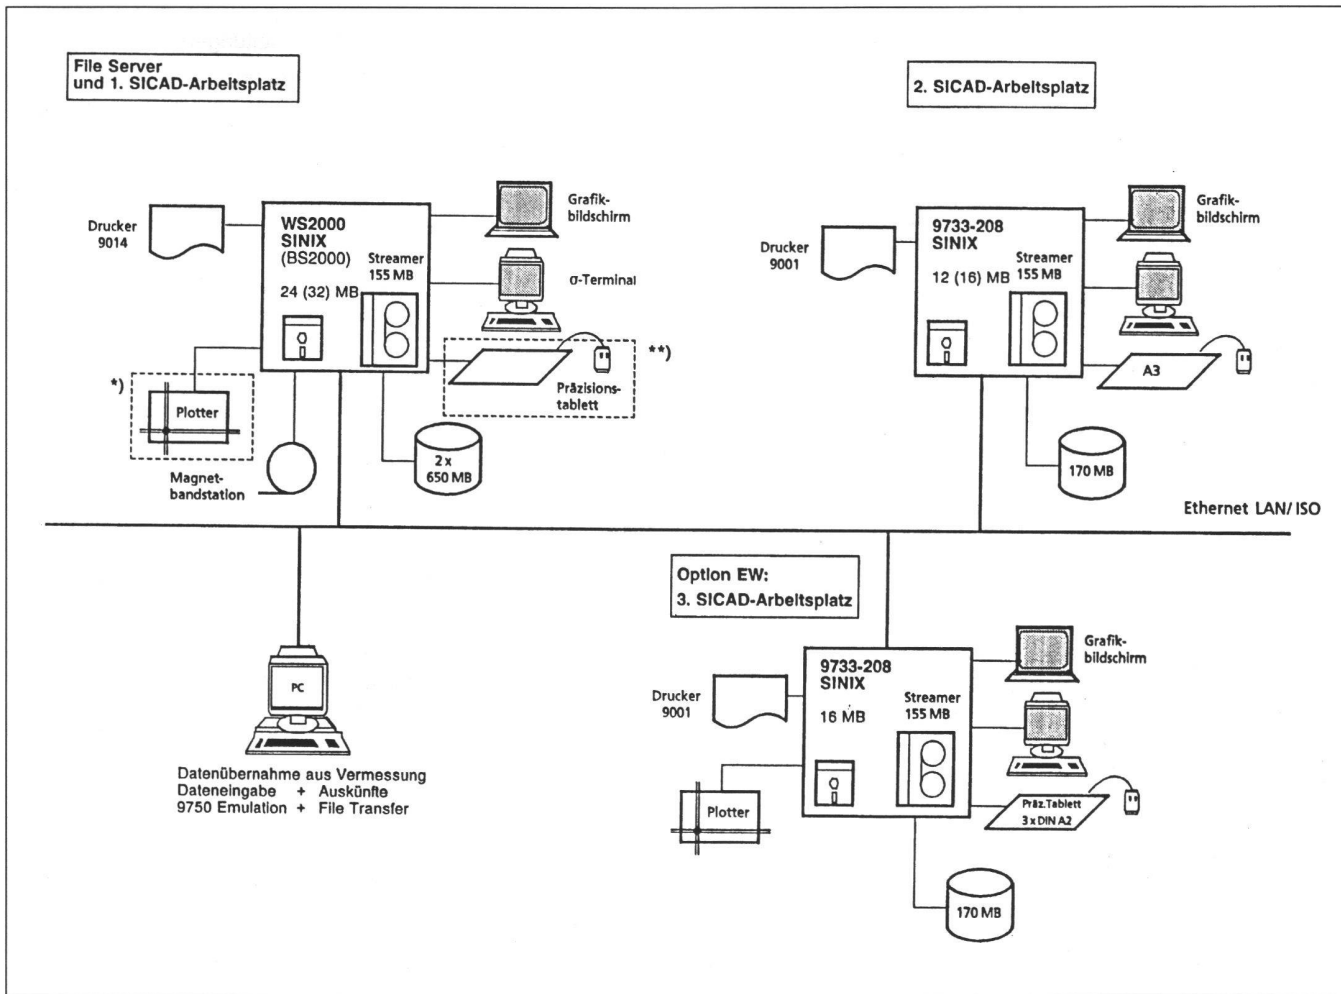 File Server
und 1. SICAD-Arbeitsplatz
2. SICAD-Arbeitsplatz
Drucker
9014
WS2000
SINIX
(BS2000)
24 (32) MB
Streamer
155 MB
Grafik-
bildschirm
σ-Terminal
**)
Präzisions-
tablett
*)
Plotter
Magnet-
bandstation
2 x
650 MB
Drucker
9001
9733-208
SINIX
12 (16) MB
Streamer
155 MB
Grafik-
bildschirm
A3
170 MB
Ethernet LAN/ISO
Option EW:
3. SICAD-Arbeitsplatz
PC
Datenübernahme aus Vermessung
Dateneingabe + Auskünfte
9750 Emulation + File Transfer
Drucker
9001
9733-208
SINIX
16 MB
Streamer
155 MB
Grafik-
bildschirm
Plotter
Präz.Tablett
3 x DIN A2
170 MB